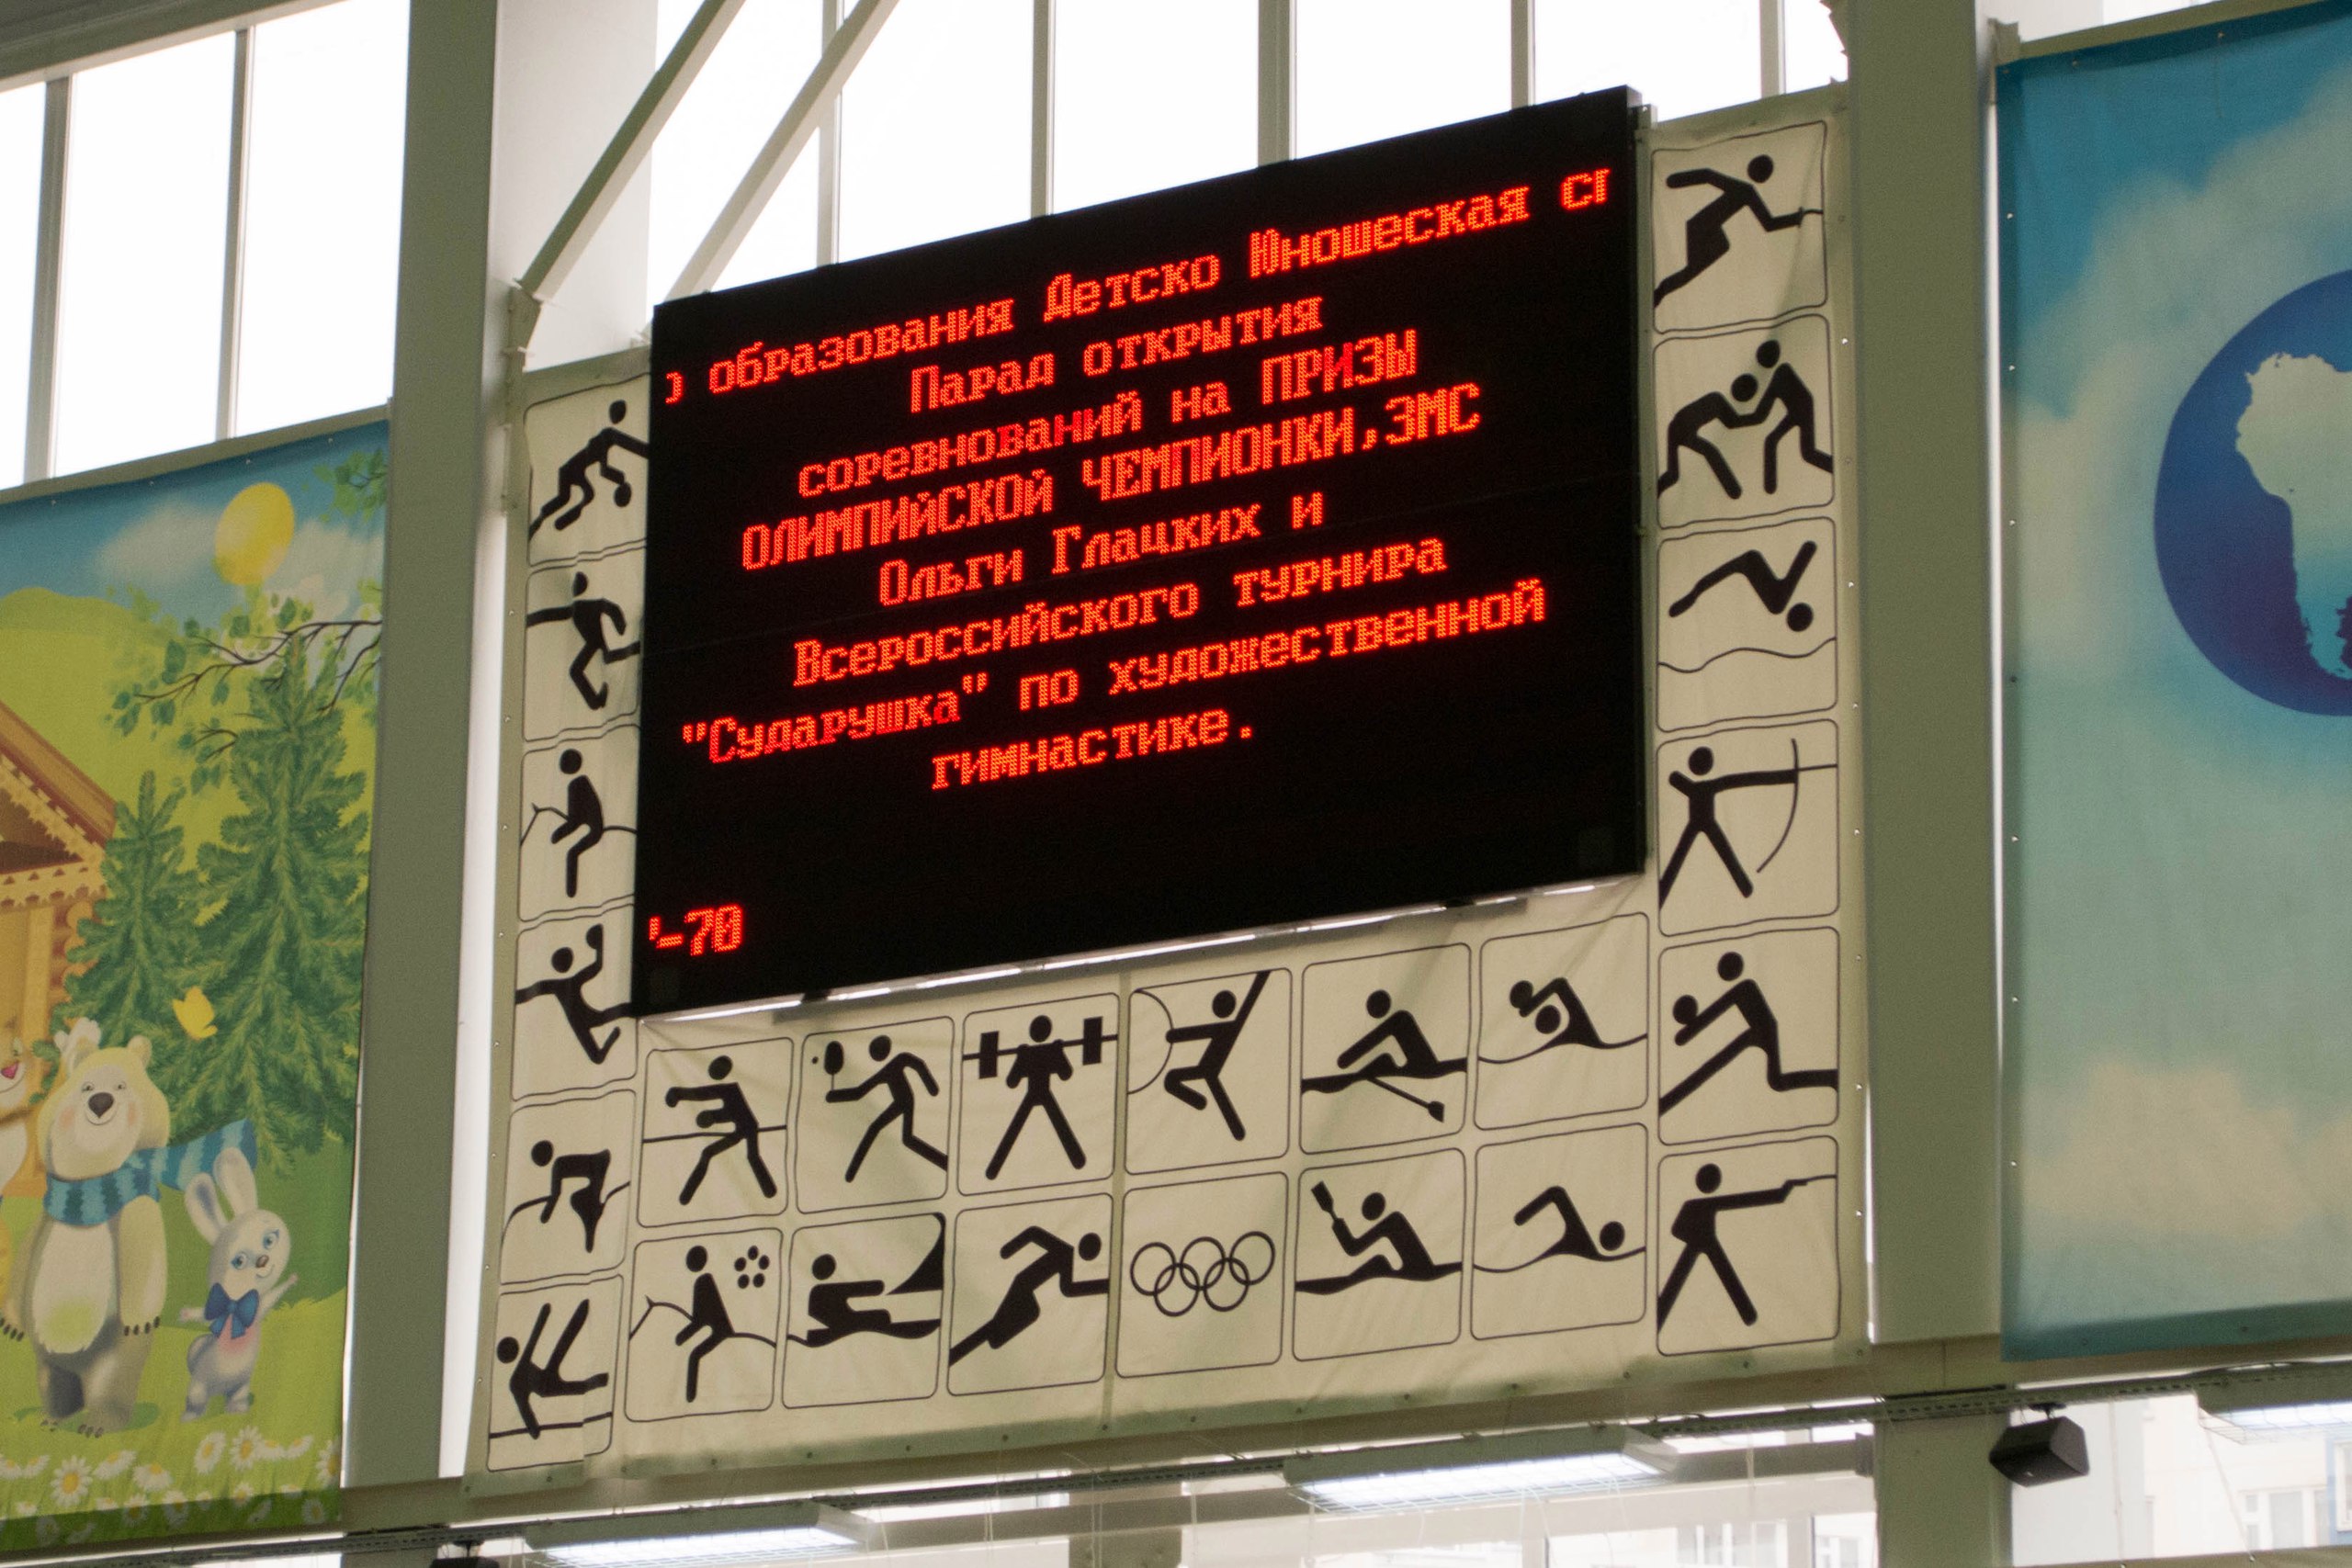 образования Детско Юношеская
Парад открытия
соревнований на ПРИЗЫ
ОЛИМПИЙСКОЙ ЧЕМПИОНКИ,ЗМС
Ольги Глацких и
Всероссийского турнира
"Сударушка" по художественной
гимнастике.
-70